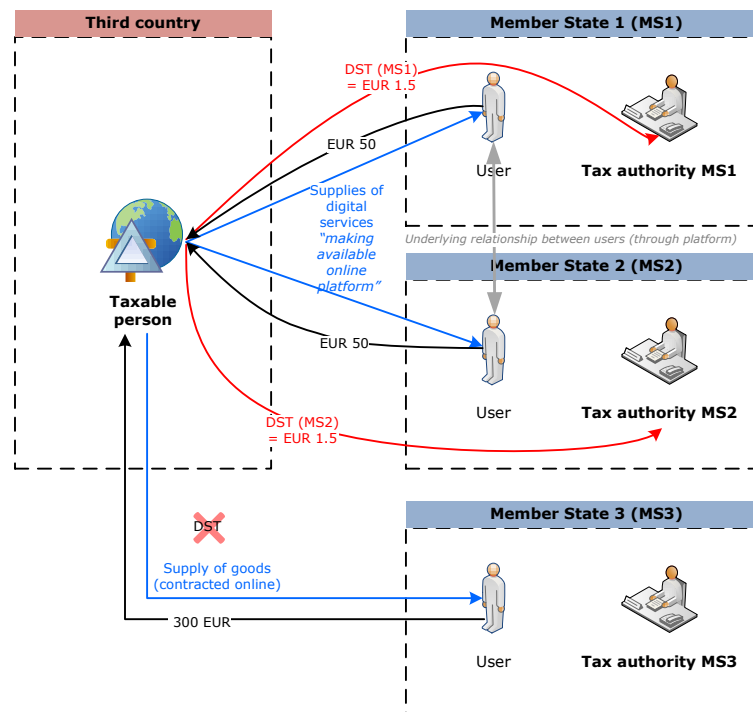 Third country
Member State 1 (MS1)
DST (MS1)
= EUR 1.5
EUR 50
User
Tax authority MS1
Supplies of
digital
services
“making
available
online
platform”
Underlying relationship between users (through platform)
Member State 2 (MS2)
Taxable
person
EUR 50
User
Tax authority MS2
DST (MS2)
= EUR 1.5
Member State 3 (MS3)
DST
Supply of goods
(contracted online)
300 EUR
User
Tax authority MS3